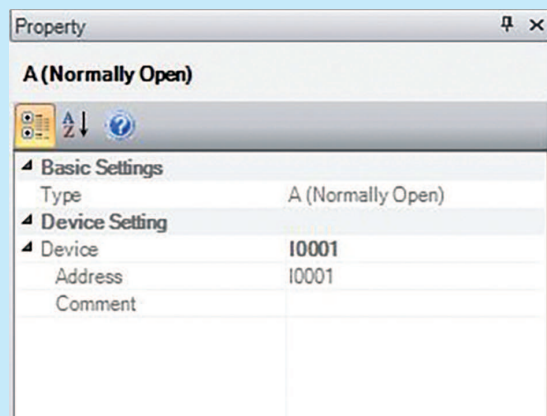 Property
A (Normally Open)
A Z
Basic Settings
Type A (Normally Open)
Device Setting
Device I0001
Address I0001
Comment